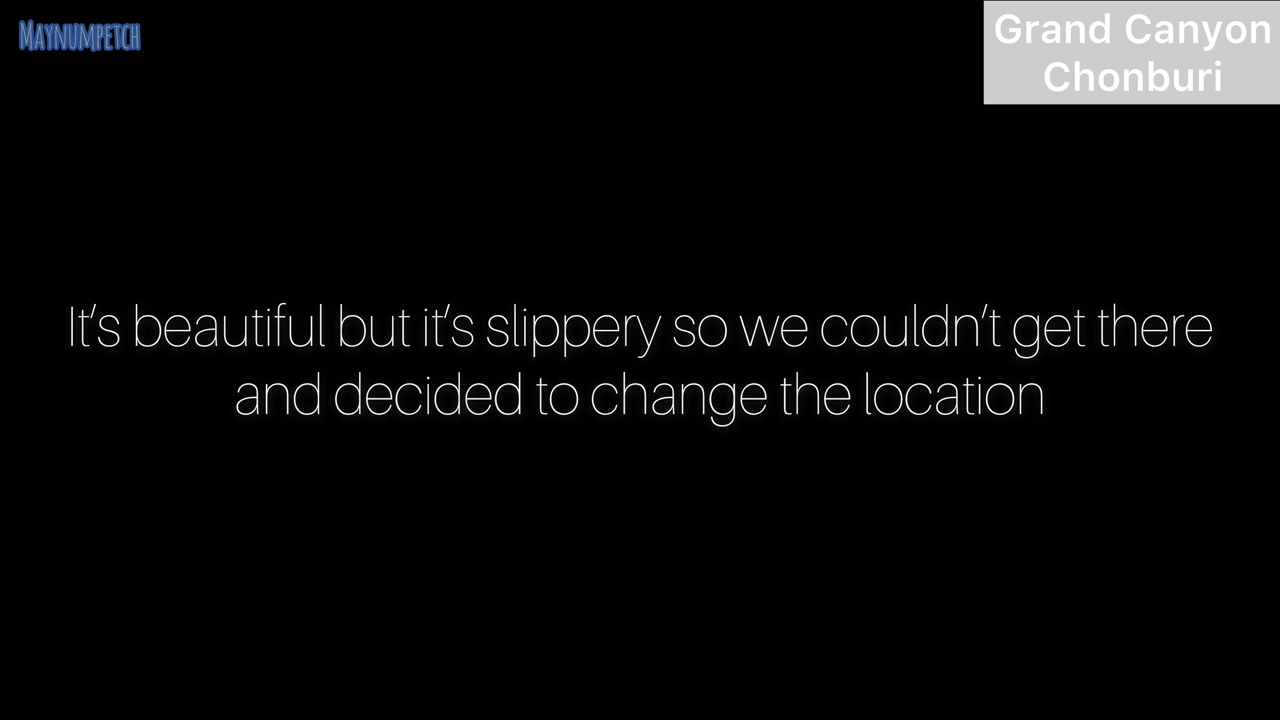 Maynumpetch
Grand Canyon
Chonburi
It's beautiful but it's slippery so we couldn't get there
and decided to change the location